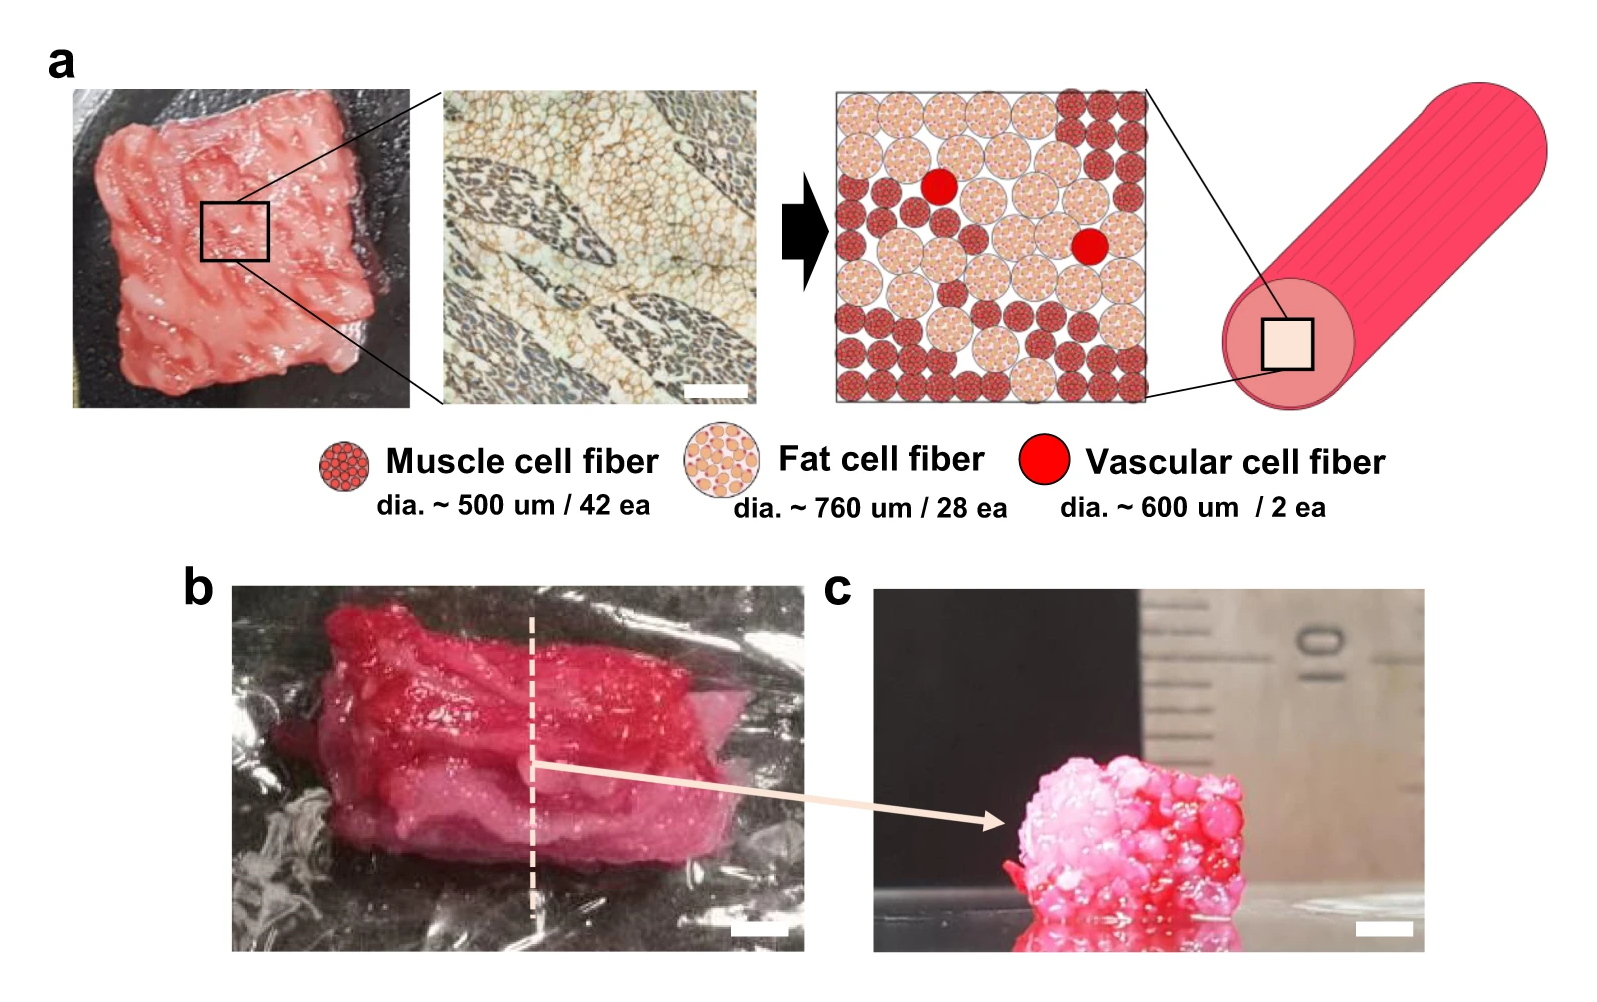 a
Muscle cell fiber
dia. ~ 500 um / 42 ea
Fat cell fiber
dia. ~ 760 um / 28 ea
Vascular cell fiber
dia. ~ 600 um / 2 ea
b
c
0